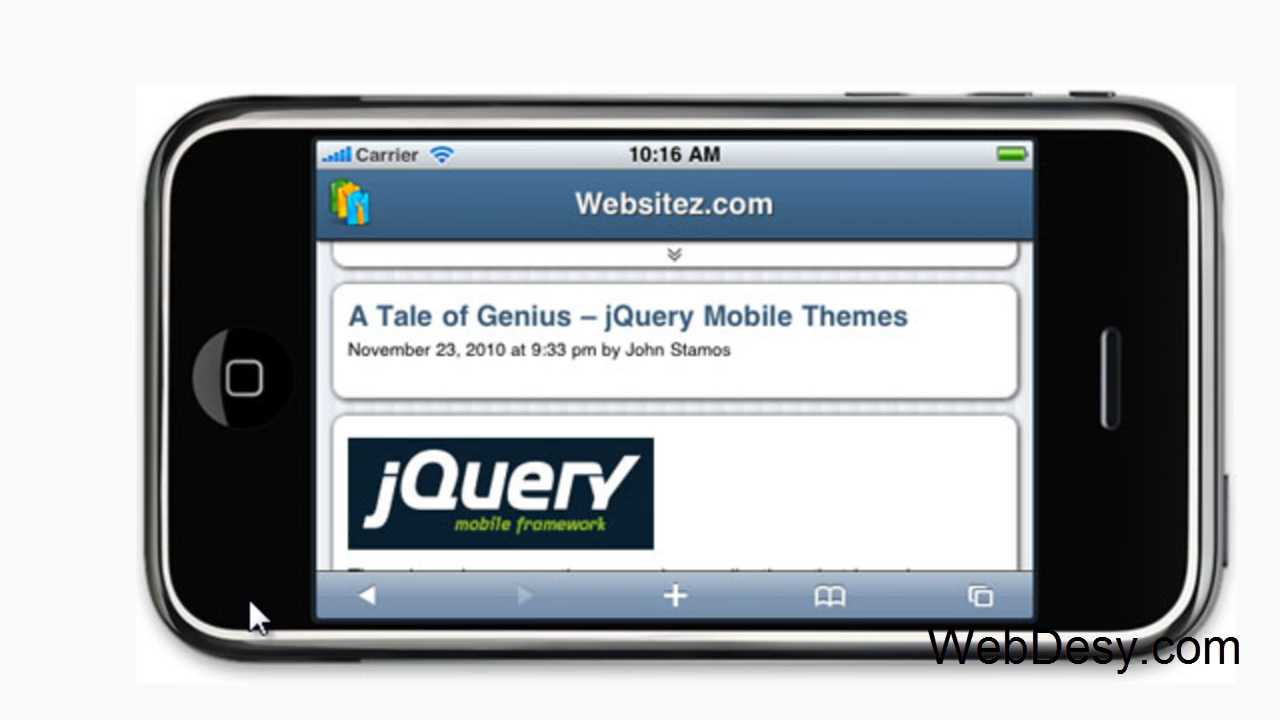 Carrier
10:16 AM
Websitez.com
A Tale of Genius – jQuery Mobile Themes
November 23, 2010 at 9:33 pm by John Stamos
jQuery
mobile framework
WebDesy.com